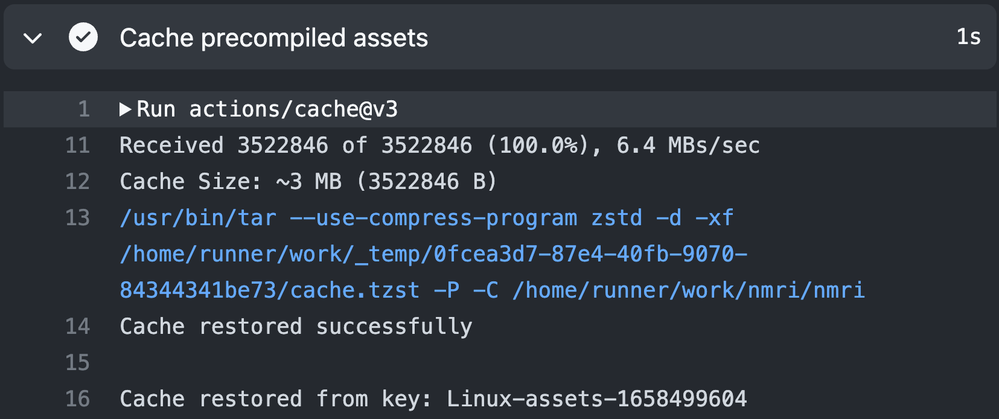 Cache precompiled assets 1s
1 ▶Run actions/cache@v3
11 Received 3522846 of 3522846 (100.0%), 6.4 MBs/sec
12 Cache Size: ~3 MB (3522846 B)
13 /usr/bin/tar --use-compress-program zstd -d -xf
/home/runner/work/_temp/0fcea3d7-87e4-40fb-9070-
84344341be73/cache.tzst -P -C /home/runner/work/nmri/nmri
14 Cache restored successfully
15
16 Cache restored from key: Linux-assets-1658499604